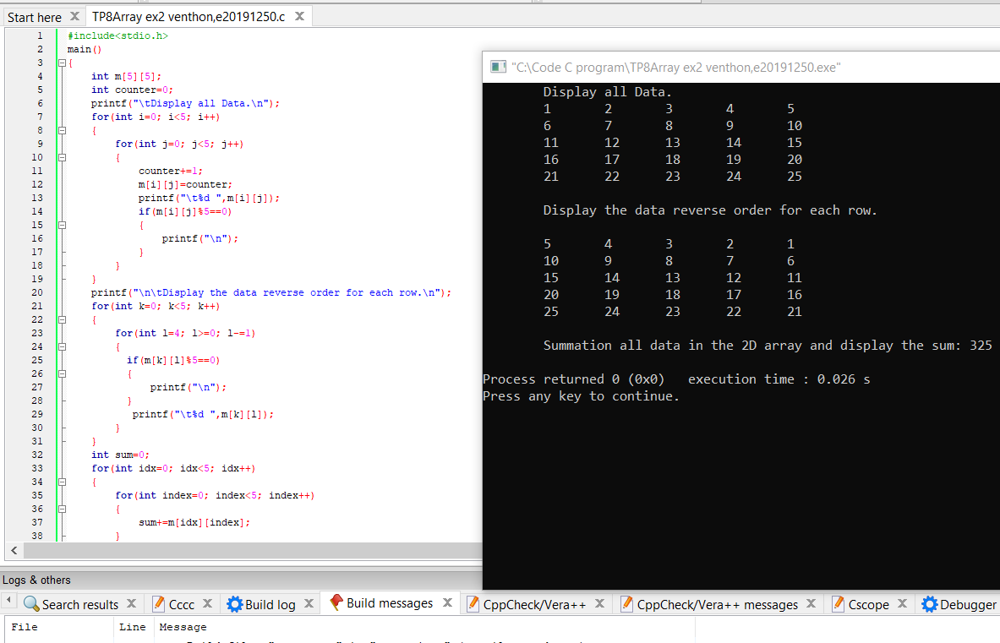 Start here X TP8Array ex2 venthon,e20191250.c X
1 #include<stdio.h>
2 main()
3 {
4 int m[5][5];
5 int counter=0;
6 printf("\tDisplay all Data.\n");
7 for(int i=0; i<5; i++)
8 {
9 for(int j=0; j<5; j++)
10 {
11 counter+=1;
12 m[i][j]=counter;
13 printf("\t%d ",m[i][j]);
14 if(m[i][j]%5==0)
15 {
16 printf("\n");
17 }
18 }
19 }
20 printf("\n\tDisplay the data reverse order for each row.\n");
21 for(int k=0; k<5; k++)
22 {
23 for(int l=4; l>=0; l-=1)
24 {
25 if(m[k][l]%5==0)
26 {
27 printf("\n");
28 }
29 printf("\t%d ",m[k][l]);
30 }
31 }
32 int sum=0;
33 for(int idx=0; idx<5; idx++)
34 {
35 for(int index=0; index<5; index++)
36 {
37 sum+=m[idx][index];
38 }
"C:\Code C program\TP8Array ex2 venthon,e20191250.exe"
Display all Data.
1 2 3 4 5
6 7 8 9 10
11 12 13 14 15
16 17 18 19 20
21 22 23 24 25
Display the data reverse order for each row.
5 4 3 2 1
10 9 8 7 6
15 14 13 12 11
20 19 18 17 16
25 24 23 22 21
Summation all data in the 2D array and display the sum: 325
Process returned 0 (0x0) execution time : 0.026 s
Press any key to continue.
Logs & others
Search results X Cccc X Build log X Build messages X CppCheck/Vera++ X CppCheck/Vera++ messages X Cscope X Debugger
File Line Message